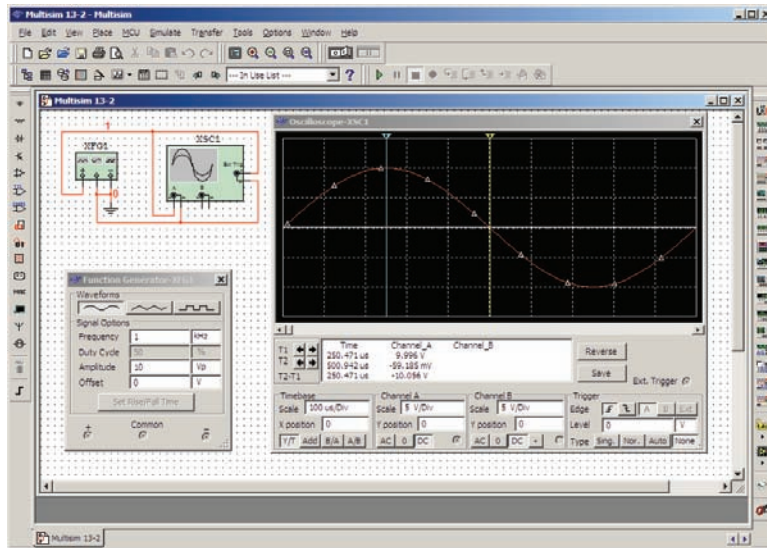 Multisim 13-2 - Multisim
File Edit View Place MCU Simulate Transfer Tools Options Window Help
--- In Use List ---
?
Multisim 13-2
1
XFG1
XSC1
Ext Trig
A B
0
Oscilloscope-XSC1
Function Generator-XFG1
Waveforms
Signal Options
Frequency 1 kHz
Duty Cycle 50 %
Amplitude 10 Vp
Offset 0 V
Set Rise/Fall Time
+ Common -
Time Channel_A Channel_B
T1 250.471 us 9.996 V
T2 500.942 us -59.185 mV
T2-T1 250.471 us -10.056 V
Reverse
Save
Ext. Trigger
Timebase
Scale 100 us/Div
X position 0
Y/T Add B/A A/B
Channel A
Scale 5 V/Div
Y position 0
AC 0 DC
Channel B
Scale 5 V/Div
Y position 0
AC 0 DC -
Trigger
Edge A B Ext
Level 0 V
Type Sing. Nor. Auto None
Multisim 13-2